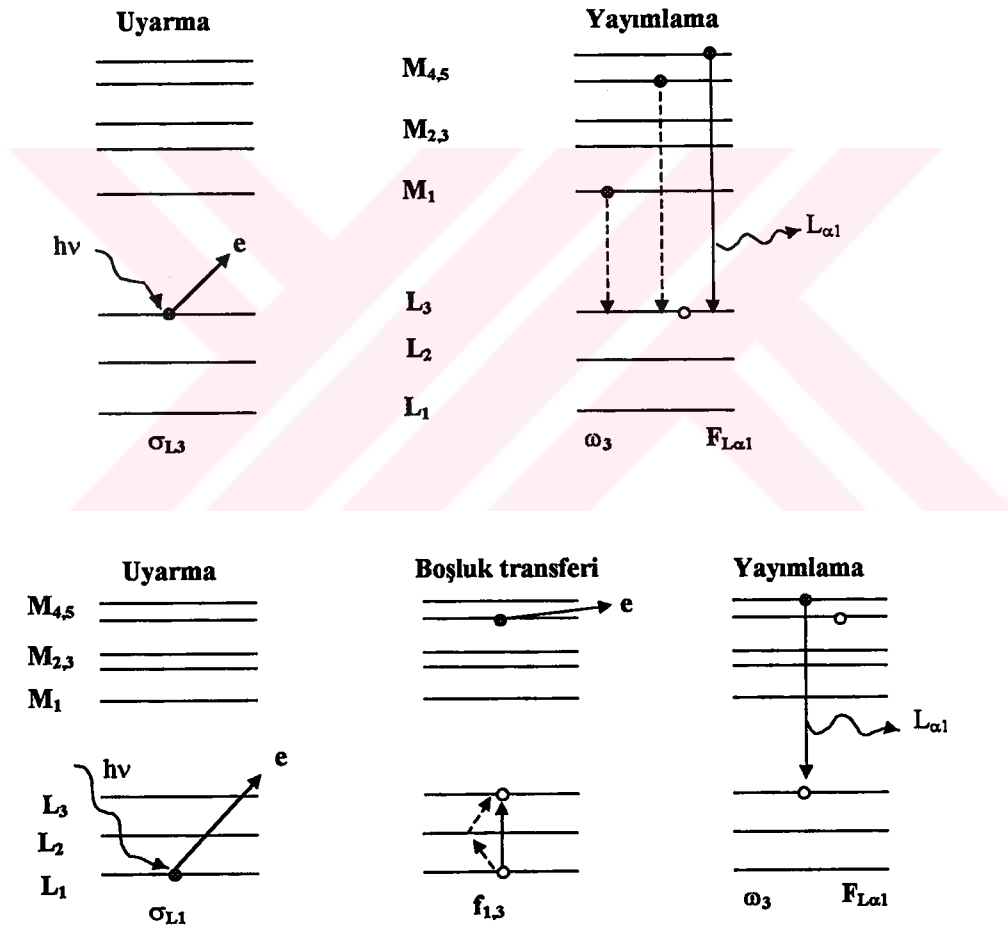 Uyarma
Yayımlama
M4,5
M2,3
M1
hν
e
Lα1
L3
L2
L1
σL3
ω3
FLα1
Uyarma
Boşluk transferi
Yayımlama
M4,5
e
M2,3
M1
Lα1
hν
e
L3
L2
L1
σL1
f1,3
ω3
FLα1